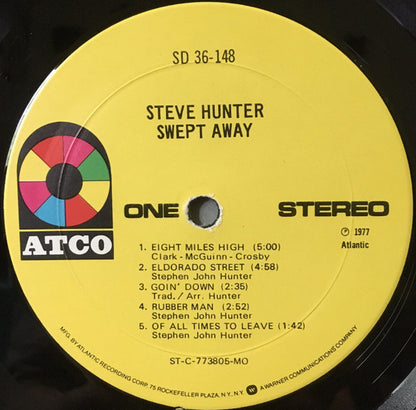 SD 36-148
STEVE HUNTER
SWEPT AWAY
ATCO
ONE STEREO
℗ 1977
Atlantic
1. EIGHT MILES HIGH (5:00)
Clark - McGuinn - Crosby
2. ELDORADO STREET (4:58)
Stephen John Hunter
3. GOIN' DOWN (2:35)
Trad. / Arr. Hunter
4. RUBBER MAN (2:52)
Stephen John Hunter
5. OF ALL TIMES TO LEAVE (1:42)
Stephen John Hunter
ST-C-773805-MO
MFG. BY ATLANTIC RECORDING CORP. 75 ROCKEFELLER PLAZA, N.Y., N.Y. W A WARNER COMMUNICATIONS COMPANY